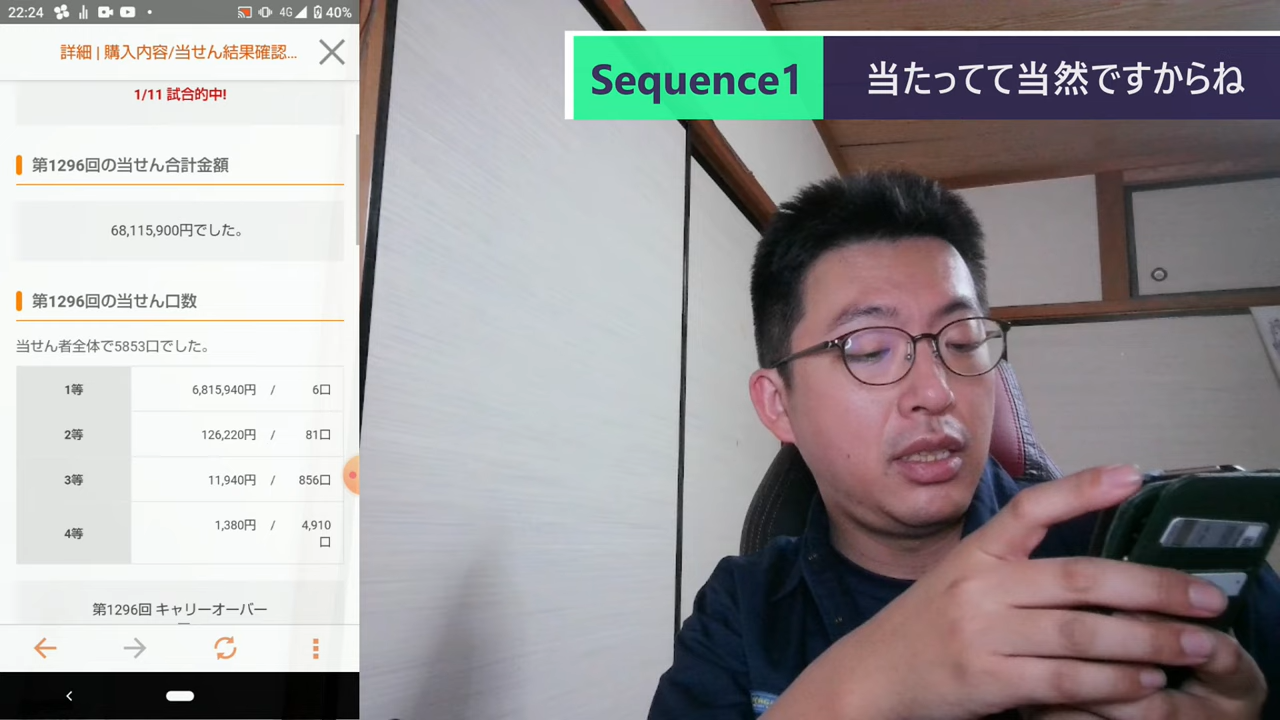 22:24
4G
40%
詳細 | 購入内容/当せん結果確認...
1/11 試合的中!
第1296回の当せん合計金額
68,115,900円でした。
第1296回の当せん口数
当せん者全体で5853口でした。
1等 6,815,940円 / 6口
2等 126,220円 / 81口
3等 11,940円 / 856口
4等 1,380円 / 4,910
口
第1296回 キャリーオーバー
Sequence1 当たってて当然ですからね